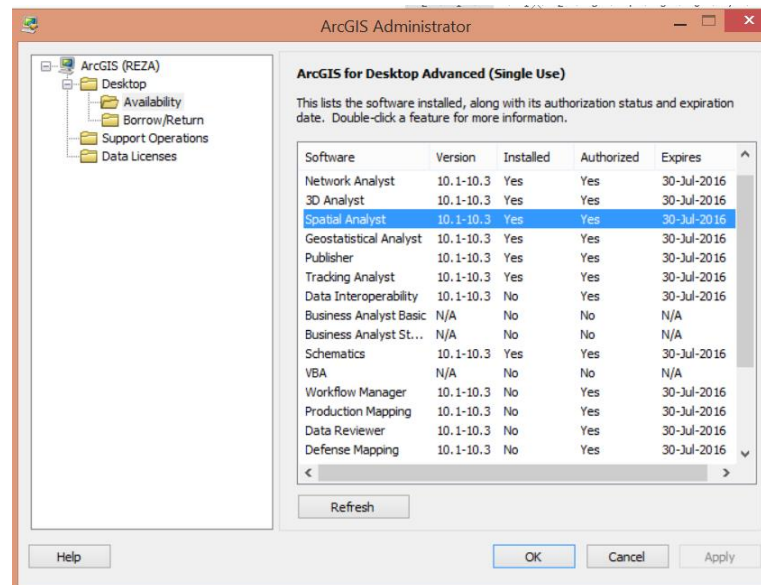 ArcGIS Administrator
ArcGIS (REZA)
Desktop
Availability
Borrow/Return
Support Operations
Data Licenses
ArcGIS for Desktop Advanced (Single Use)
This lists the software installed, along with its authorization status and expiration
date. Double-click a feature for more information.
Software Version Installed Authorized Expires
Network Analyst 10.1-10.3 Yes Yes 30-Jul-2016
3D Analyst 10.1-10.3 Yes Yes 30-Jul-2016
Spatial Analyst 10.1-10.3 Yes Yes 30-Jul-2016
Geostatistical Analyst 10.1-10.3 Yes Yes 30-Jul-2016
Publisher 10.1-10.3 Yes Yes 30-Jul-2016
Tracking Analyst 10.1-10.3 Yes Yes 30-Jul-2016
Data Interoperability 10.1-10.3 No Yes 30-Jul-2016
Business Analyst Basic N/A No No N/A
Business Analyst St... N/A No No N/A
Schematics 10.1-10.3 Yes Yes 30-Jul-2016
VBA N/A No No N/A
Workflow Manager 10.1-10.3 No Yes 30-Jul-2016
Production Mapping 10.1-10.3 No Yes 30-Jul-2016
Data Reviewer 10.1-10.3 No Yes 30-Jul-2016
Defense Mapping 10.1-10.3 No Yes 30-Jul-2016
Refresh
Help OK Cancel Apply